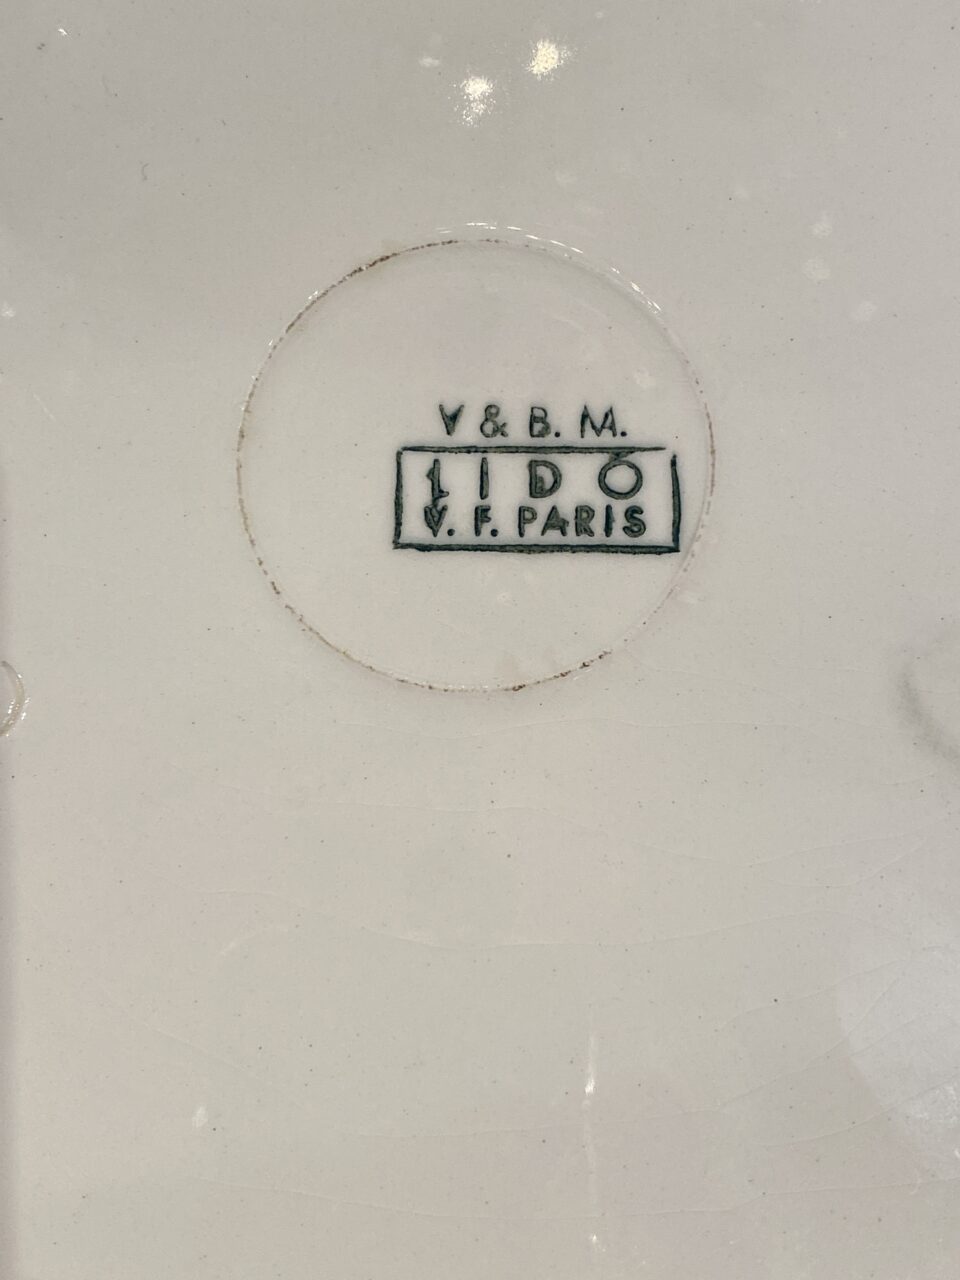 V & B. M.
LIDO
V. F. PARIS